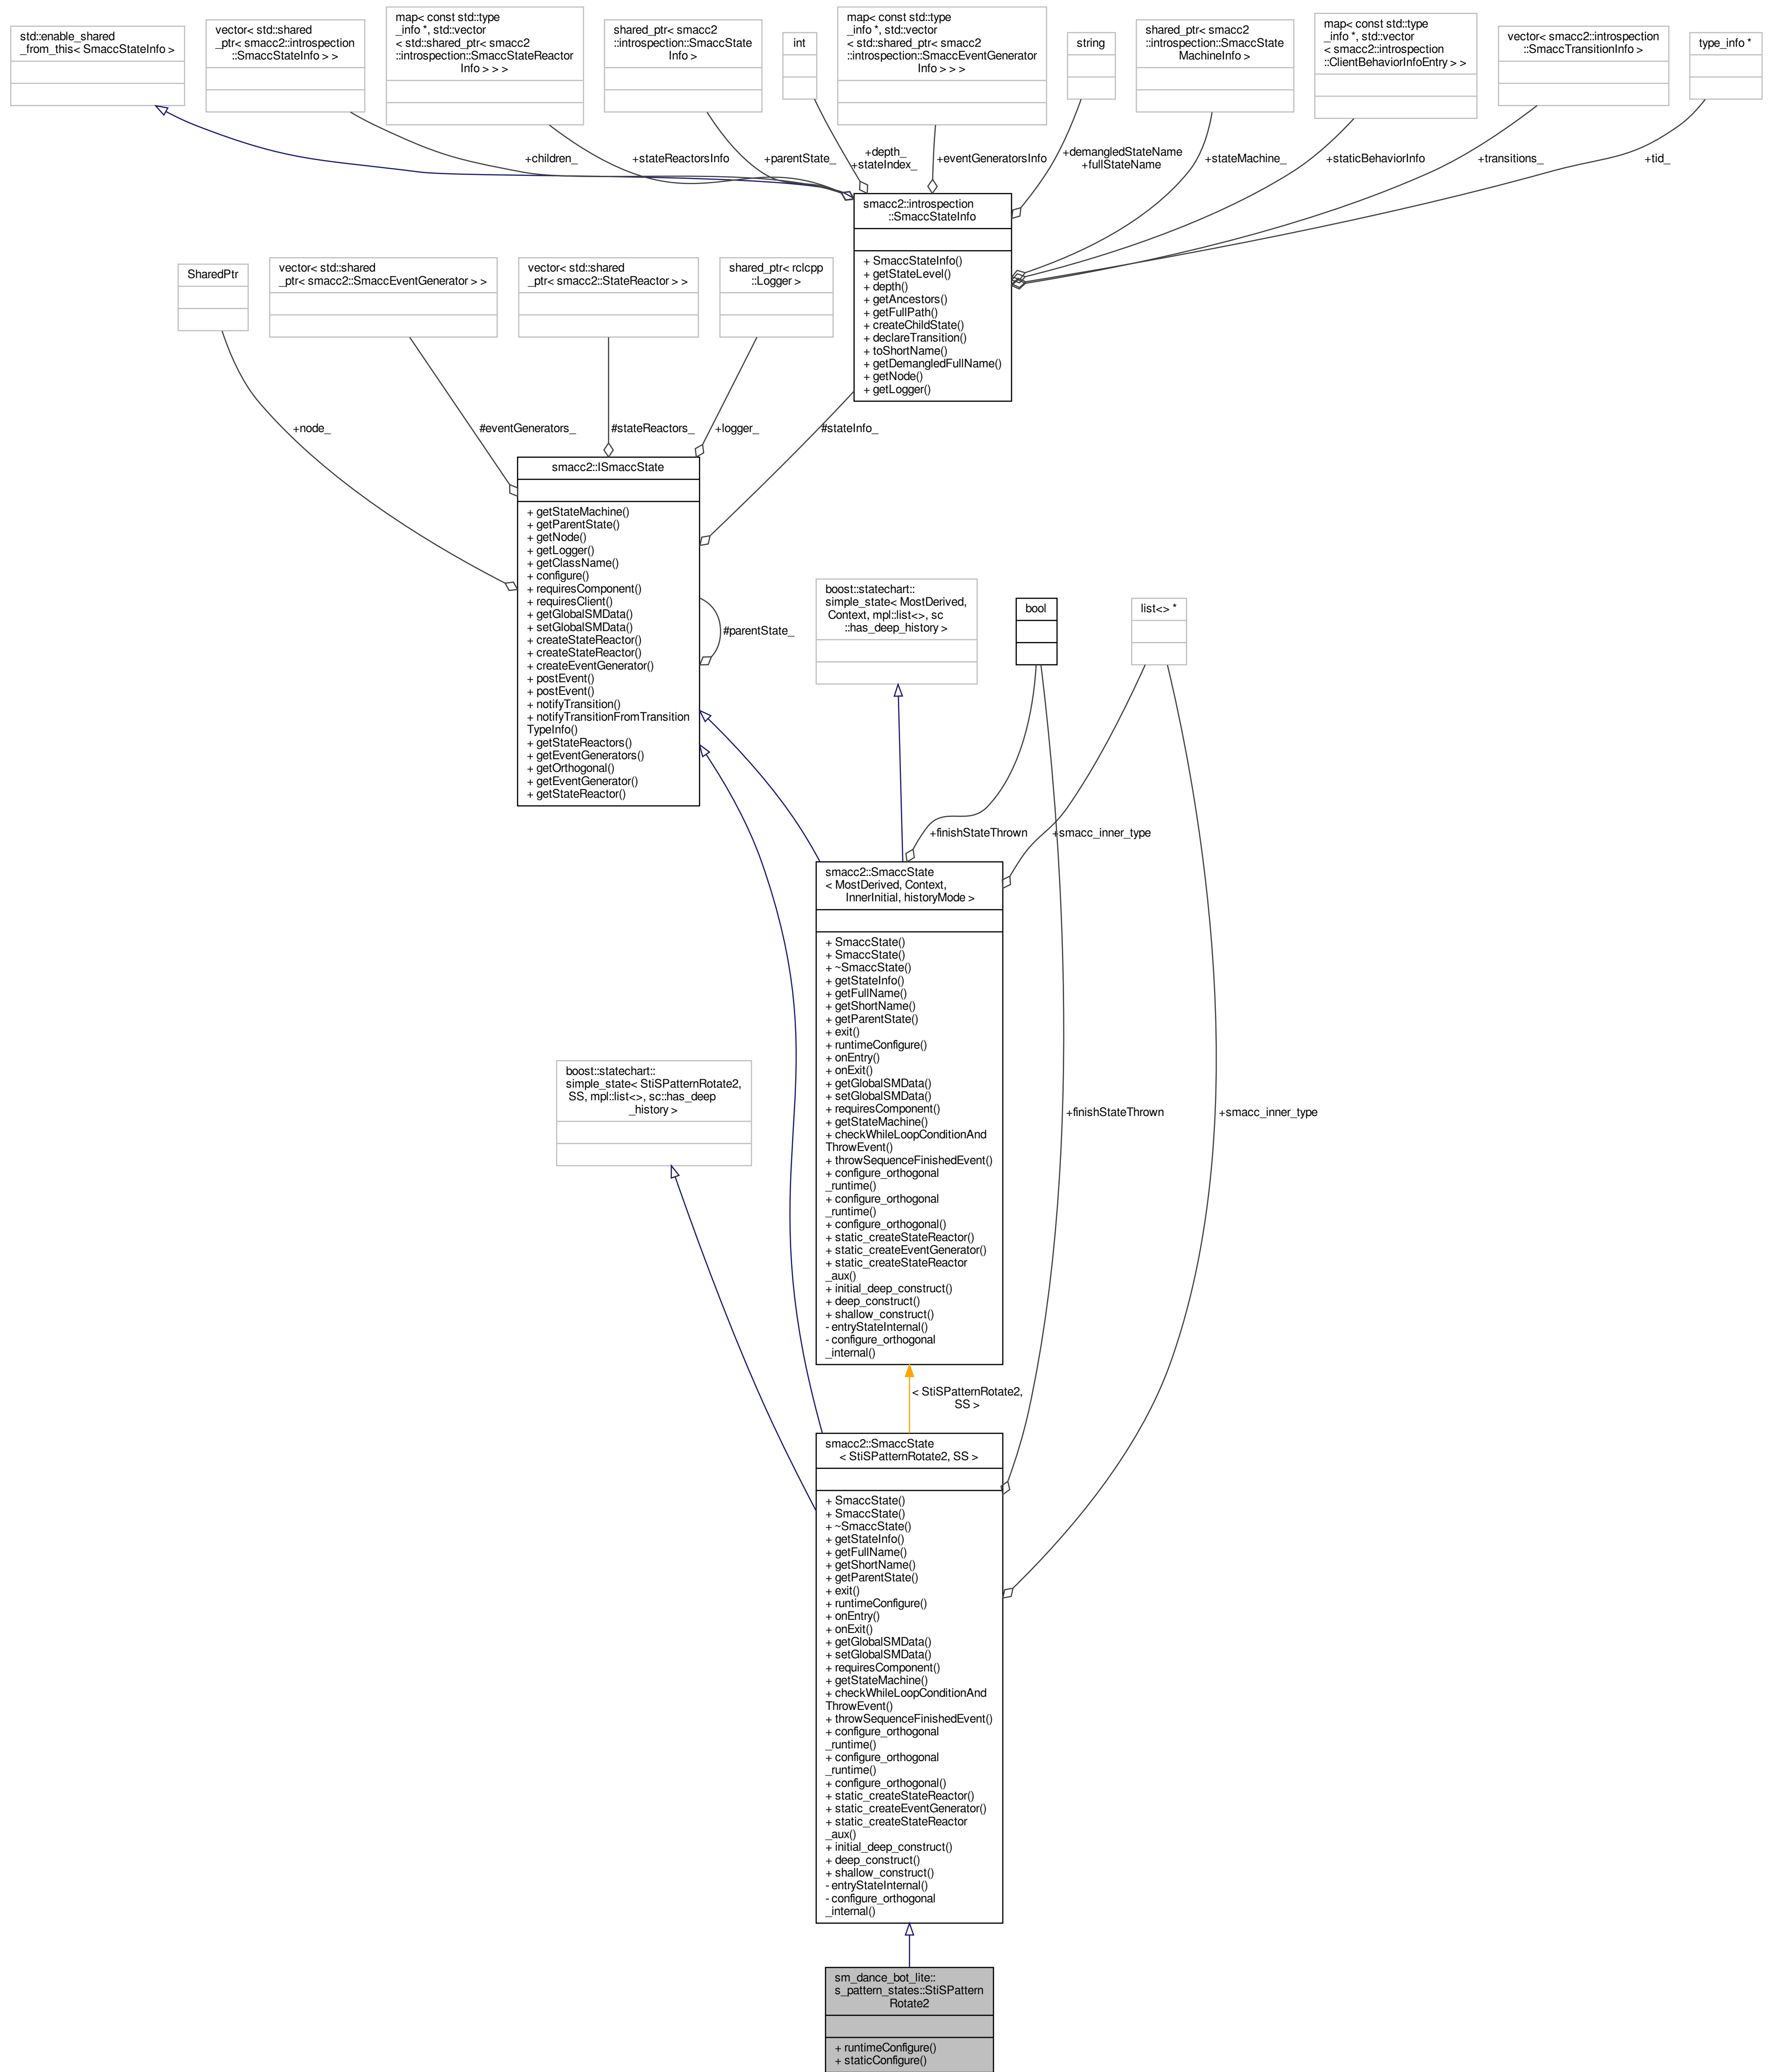 std::enable_shared
_from_this< SmaccStateInfo >
vector< std::shared
_ptr< smacc2::introspection
::SmaccStateInfo > >
map< const std::type
_info *, std::vector
< std::shared_ptr< smacc2
::introspection::SmaccStateReactor
Info > > >
shared_ptr< smacc2
::introspection::SmaccState
Info >
int
map< const std::type
_info *, std::vector
< std::shared_ptr< smacc2
::introspection::SmaccEventGenerator
Info > > >
string
shared_ptr< smacc2
::introspection::SmaccState
MachineInfo >
map< const std::type
_info *, std::vector
< smacc2::introspection
::ClientBehaviorInfoEntry > >
vector< smacc2::introspection
::SmaccTransitionInfo >
type_info *
+children_
+stateReactorsInfo
+parentState_
+depth_
+stateIndex_
+eventGeneratorsInfo
+demangledStateName
+fullStateName
+stateMachine_
+staticBehaviorInfo
+transitions_
+tid_
smacc2::introspection
::SmaccStateInfo
+ SmaccStateInfo()
+ getStateLevel()
+ depth()
+ getAncestors()
+ getFullPath()
+ createChildState()
+ declareTransition()
+ toShortName()
+ getDemangledFullName()
+ getNode()
+ getLogger()
SharedPtr
vector< std::shared
_ptr< smacc2::SmaccEventGenerator > >
vector< std::shared
_ptr< smacc2::StateReactor > >
shared_ptr< rclcpp
::Logger >
+node_
#eventGenerators_
#stateReactors_
+logger_
#stateInfo_
smacc2::ISmaccState
+ getStateMachine()
+ getParentState()
+ getNode()
+ getLogger()
+ getClassName()
+ configure()
+ requiresComponent()
+ requiresClient()
+ getGlobalSMData()
+ setGlobalSMData()
+ createStateReactor()
+ createStateReactor()
+ createEventGenerator()
+ postEvent()
+ postEvent()
+ notifyTransition()
+ notifyTransitionFromTransition
TypeInfo()
+ getStateReactors()
+ getEventGenerators()
+ getOrthogonal()
+ getEventGenerator()
+ getStateReactor()
#parentState_
boost::statechart::
simple_state< MostDerived,
Context, mpl::list<>, sc
::has_deep_history >
bool
list<> *
+finishStateThrown
+smacc_inner_type
smacc2::SmaccState
< MostDerived, Context,
InnerInitial, historyMode >
+ SmaccState()
+ SmaccState()
+ ~SmaccState()
+ getStateInfo()
+ getFullName()
+ getShortName()
+ getParentState()
+ exit()
+ runtimeConfigure()
+ onEntry()
+ onExit()
+ getGlobalSMData()
+ setGlobalSMData()
+ requiresComponent()
+ getStateMachine()
+ checkWhileLoopConditionAnd
ThrowEvent()
+ throwSequenceFinishedEvent()
+ configure_orthogonal
_runtime()
+ configure_orthogonal
_runtime()
+ configure_orthogonal()
+ static_createStateReactor()
+ static_createEventGenerator()
+ static_createStateReactor
_aux()
+ initial_deep_construct()
+ deep_construct()
+ shallow_construct()
- entryStateInternal()
- configure_orthogonal
_internal()
boost::statechart::
simple_state< StiSPatternRotate2,
SS, mpl::list<>, sc::has_deep
_history >
+finishStateThrown
+smacc_inner_type
< StiSPatternRotate2,
SS >
smacc2::SmaccState
< StiSPatternRotate2, SS >
+ SmaccState()
+ SmaccState()
+ ~SmaccState()
+ getStateInfo()
+ getFullName()
+ getShortName()
+ getParentState()
+ exit()
+ runtimeConfigure()
+ onEntry()
+ onExit()
+ getGlobalSMData()
+ setGlobalSMData()
+ requiresComponent()
+ getStateMachine()
+ checkWhileLoopConditionAnd
ThrowEvent()
+ throwSequenceFinishedEvent()
+ configure_orthogonal
_runtime()
+ configure_orthogonal
_runtime()
+ configure_orthogonal()
+ static_createStateReactor()
+ static_createEventGenerator()
+ static_createStateReactor
_aux()
+ initial_deep_construct()
+ deep_construct()
+ shallow_construct()
- entryStateInternal()
- configure_orthogonal
_internal()
sm_dance_bot_lite::
s_pattern_states::StiSPattern
Rotate2
+ runtimeConfigure()
+ staticConfigure()